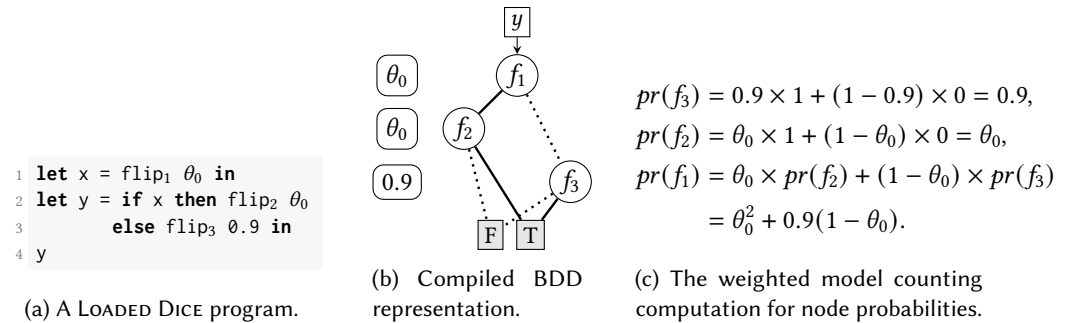 1 let x = flip₁ θ₀ in
2 let y = if x then flip₂ θ₀
3 else flip₃ 0.9 in
4 y
(a) A Loaded Dice program.
y
θ₀ f₁
θ₀ f₂
0.9 f₃
F T
(b) Compiled BDD
representation.
pr(f₃) = 0.9 × 1 + (1 − 0.9) × 0 = 0.9,
pr(f₂) = θ₀ × 1 + (1 − θ₀) × 0 = θ₀,
pr(f₁) = θ₀ × pr(f₂) + (1 − θ₀) × pr(f₃)
= θ₀² + 0.9(1 − θ₀).
(c) The weighted model counting
computation for node probabilities.